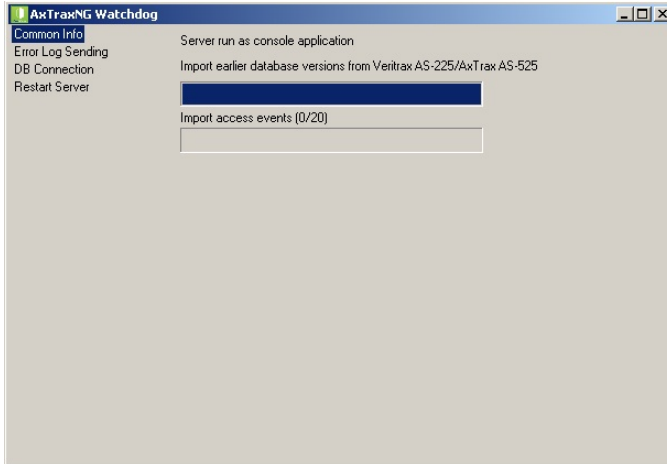 AxTraxNG Watchdog
Common Info
Error Log Sending
DB Connection
Restart Server
Server run as console application
Import earlier database versions from Veritrax AS-225/AxTrax AS-525
Import access events (0/20)